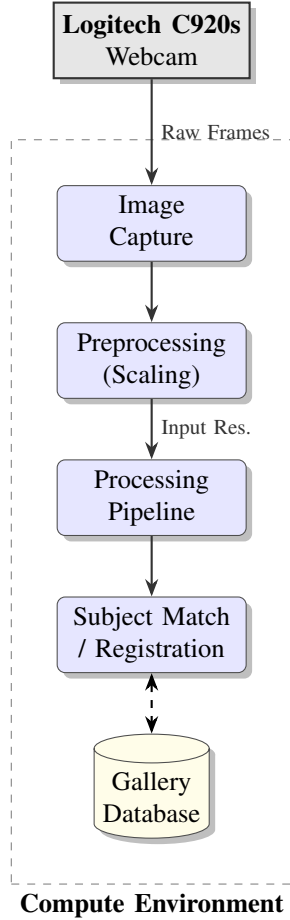 Logitech C920s
Webcam
Raw Frames
Image
Capture
Preprocessing
(Scaling)
Input Res.
Processing
Pipeline
Subject Match
/ Registration
Gallery
Database
Compute Environment